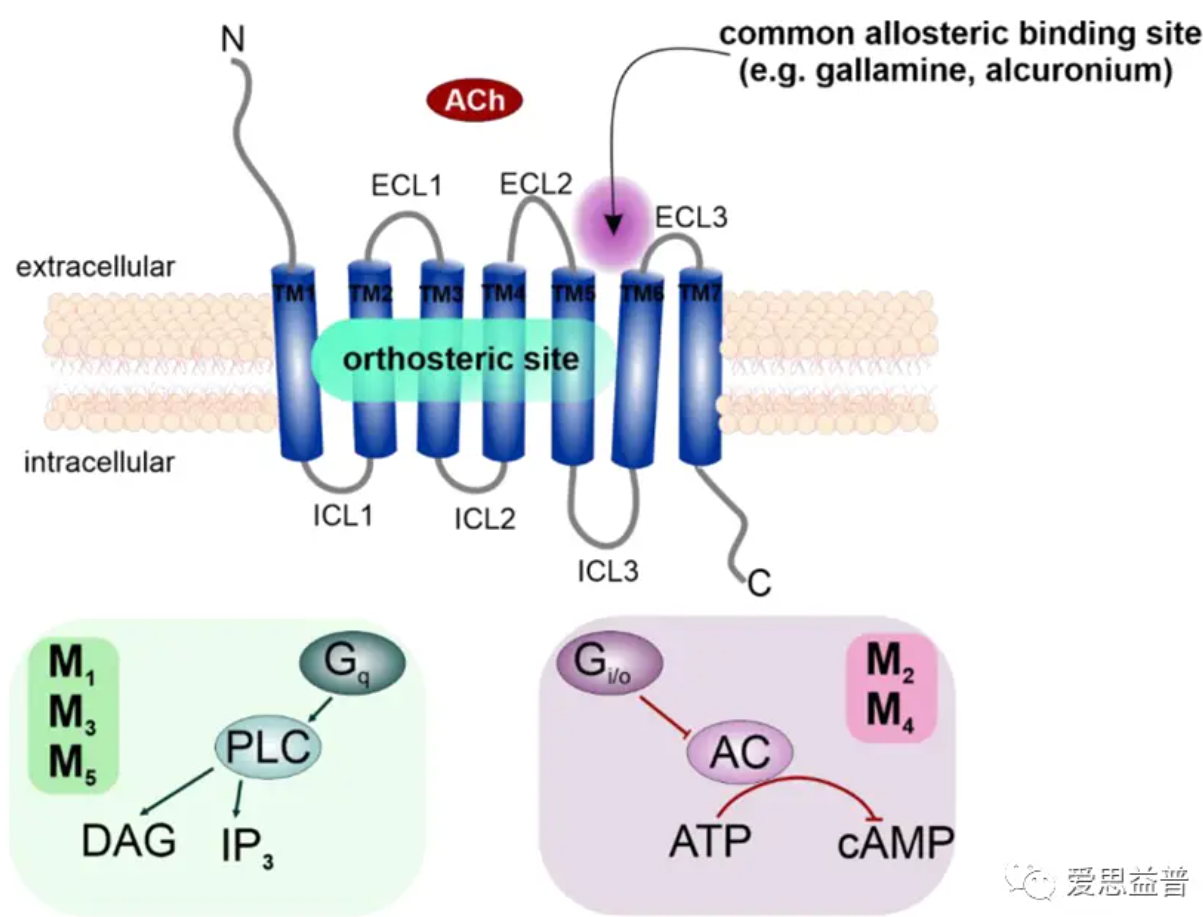 N
common allosteric binding site
(e.g. gallamine, alcuronium)
ACh
ECL1
ECL2
ECL3
extracellular
TM1
TM2
TM3
TM4
TM5
TM6
TM7
orthosteric site
intracellular
ICL1
ICL2
ICL3
C
M₁
M₃
M₅
Gq
PLC
DAG
IP₃
Gi/o
M₂
M₄
AC
ATP
cAMP
爱思益普